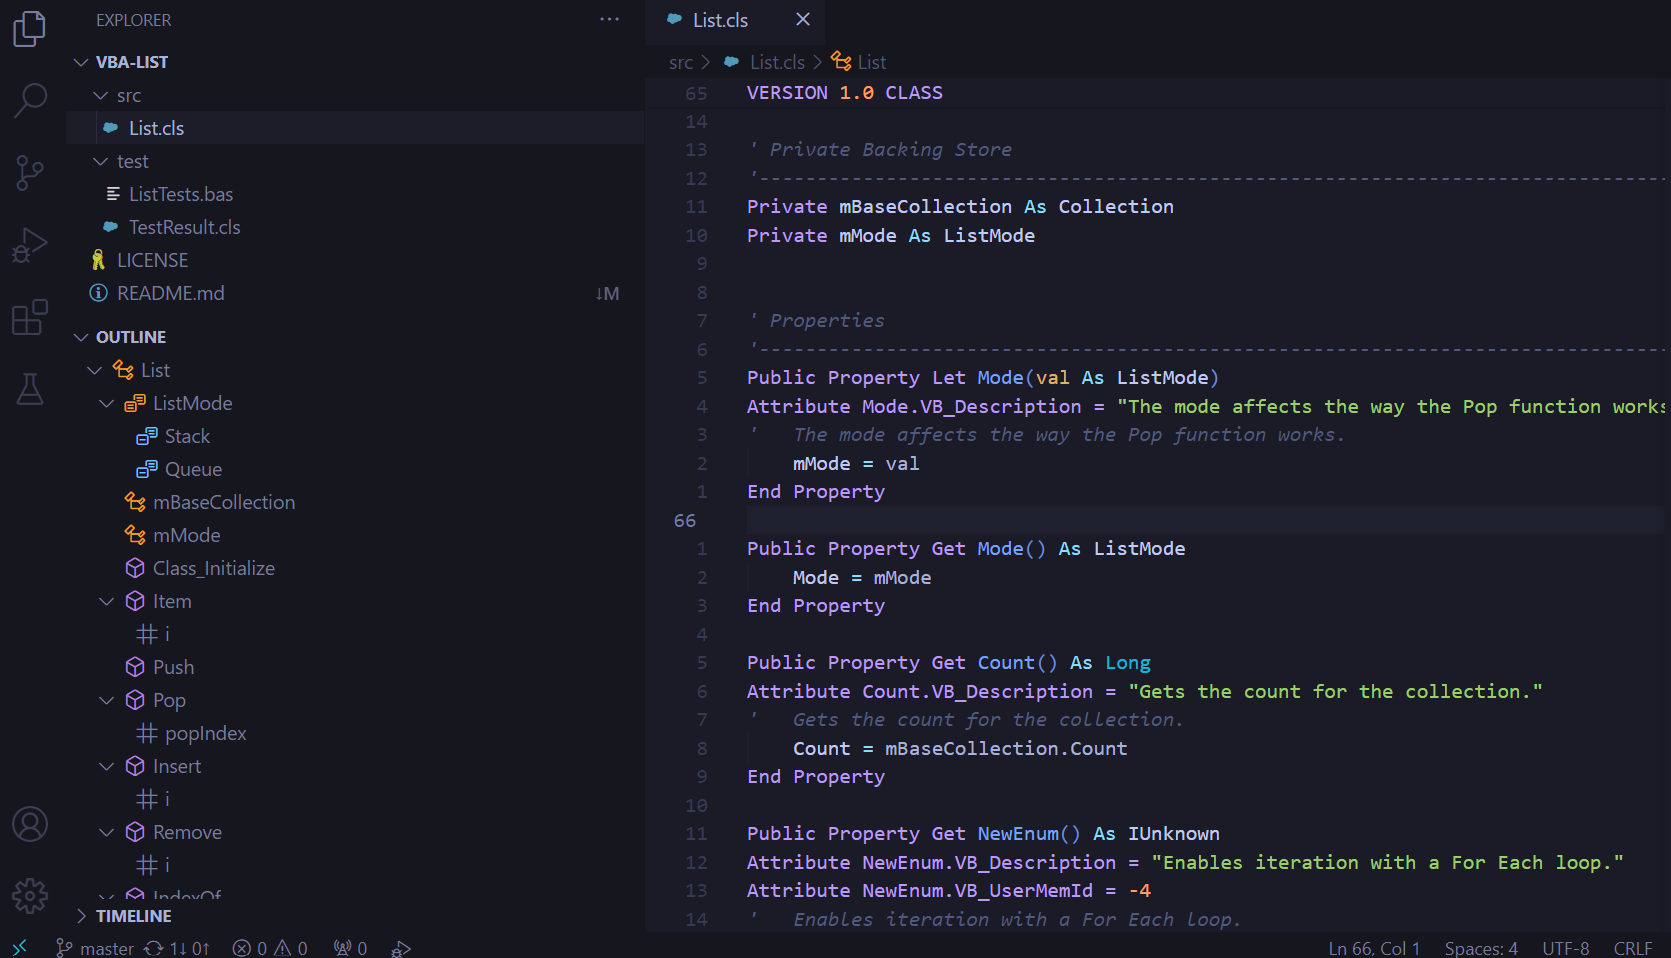 EXPLORER
VBA-LIST
src
List.cls
test
ListTests.bas
TestResult.cls
LICENSE
README.md ↓M
OUTLINE
List
ListMode
Stack
Queue
mBaseCollection
mMode
Class_Initialize
Item
i
Push
Pop
popIndex
Insert
i
Remove
i
IndexOf
TIMELINE
List.cls
src > List.cls > List
65 VERSION 1.0 CLASS
14
13 ' Private Backing Store
12 '-------------------------------------------------------------------------------
11 Private mBaseCollection As Collection
10 Private mMode As ListMode
9
8
7 ' Properties
6 '-------------------------------------------------------------------------------
5 Public Property Let Mode(val As ListMode)
4 Attribute Mode.VB_Description = "The mode affects the way the Pop function works
3 '   The mode affects the way the Pop function works.
2     mMode = val
1 End Property
66
1 Public Property Get Mode() As ListMode
2     Mode = mMode
3 End Property
4
5 Public Property Get Count() As Long
6 Attribute Count.VB_Description = "Gets the count for the collection."
7 '   Gets the count for the collection.
8     Count = mBaseCollection.Count
9 End Property
10
11 Public Property Get NewEnum() As IUnknown
12 Attribute NewEnum.VB_Description = "Enables iteration with a For Each loop."
13 Attribute NewEnum.VB_UserMemId = -4
14 '   Enables iteration with a For Each loop.
master 1↓ 0↑ 0 0 0 Ln 66, Col 1 Spaces: 4 UTF-8 CRLF